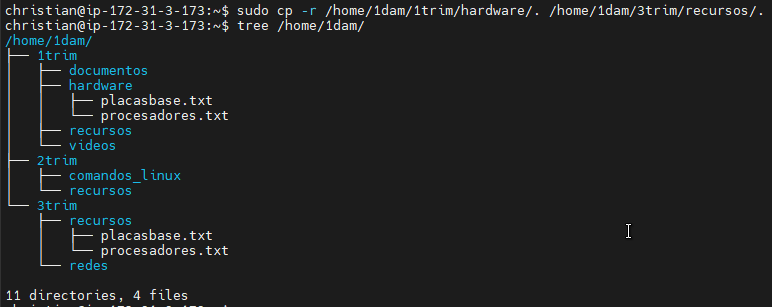 christian@ip-172-31-3-173:~$ sudo cp -r /home/1dam/1trim/hardware/. /home/1dam/3trim/recursos/.
christian@ip-172-31-3-173:~$ tree /home/1dam/
/home/1dam/
├── 1trim
│   ├── documentos
│   ├── hardware
│   │   ├── placasbase.txt
│   │   └── procesadores.txt
│   ├── recursos
│   └── videos
├── 2trim
│   ├── comandos_linux
│   └── recursos
└── 3trim
    ├── recursos
    │   ├── placasbase.txt
    │   └── procesadores.txt
    └── redes
11 directories, 4 files